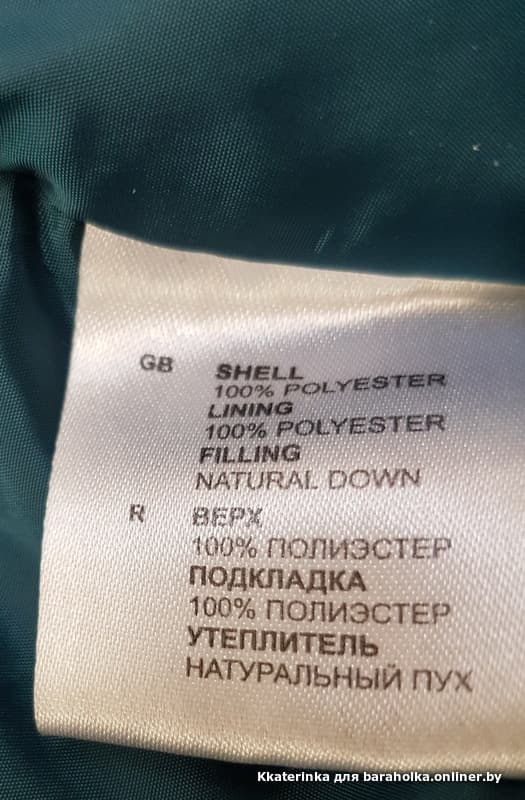 GB SHELL
100% POLYESTER
LINING
100% POLYESTER
FILLING
NATURAL DOWN
R ВЕРХ
100% ПОЛИЭСТЕР
ПОДКЛАДКА
100% ПОЛИЭСТЕР
УТЕПЛИТЕЛЬ
НАТУРАЛЬНЫЙ ПУХ
Kkaterinka для baraholka.onliner.by